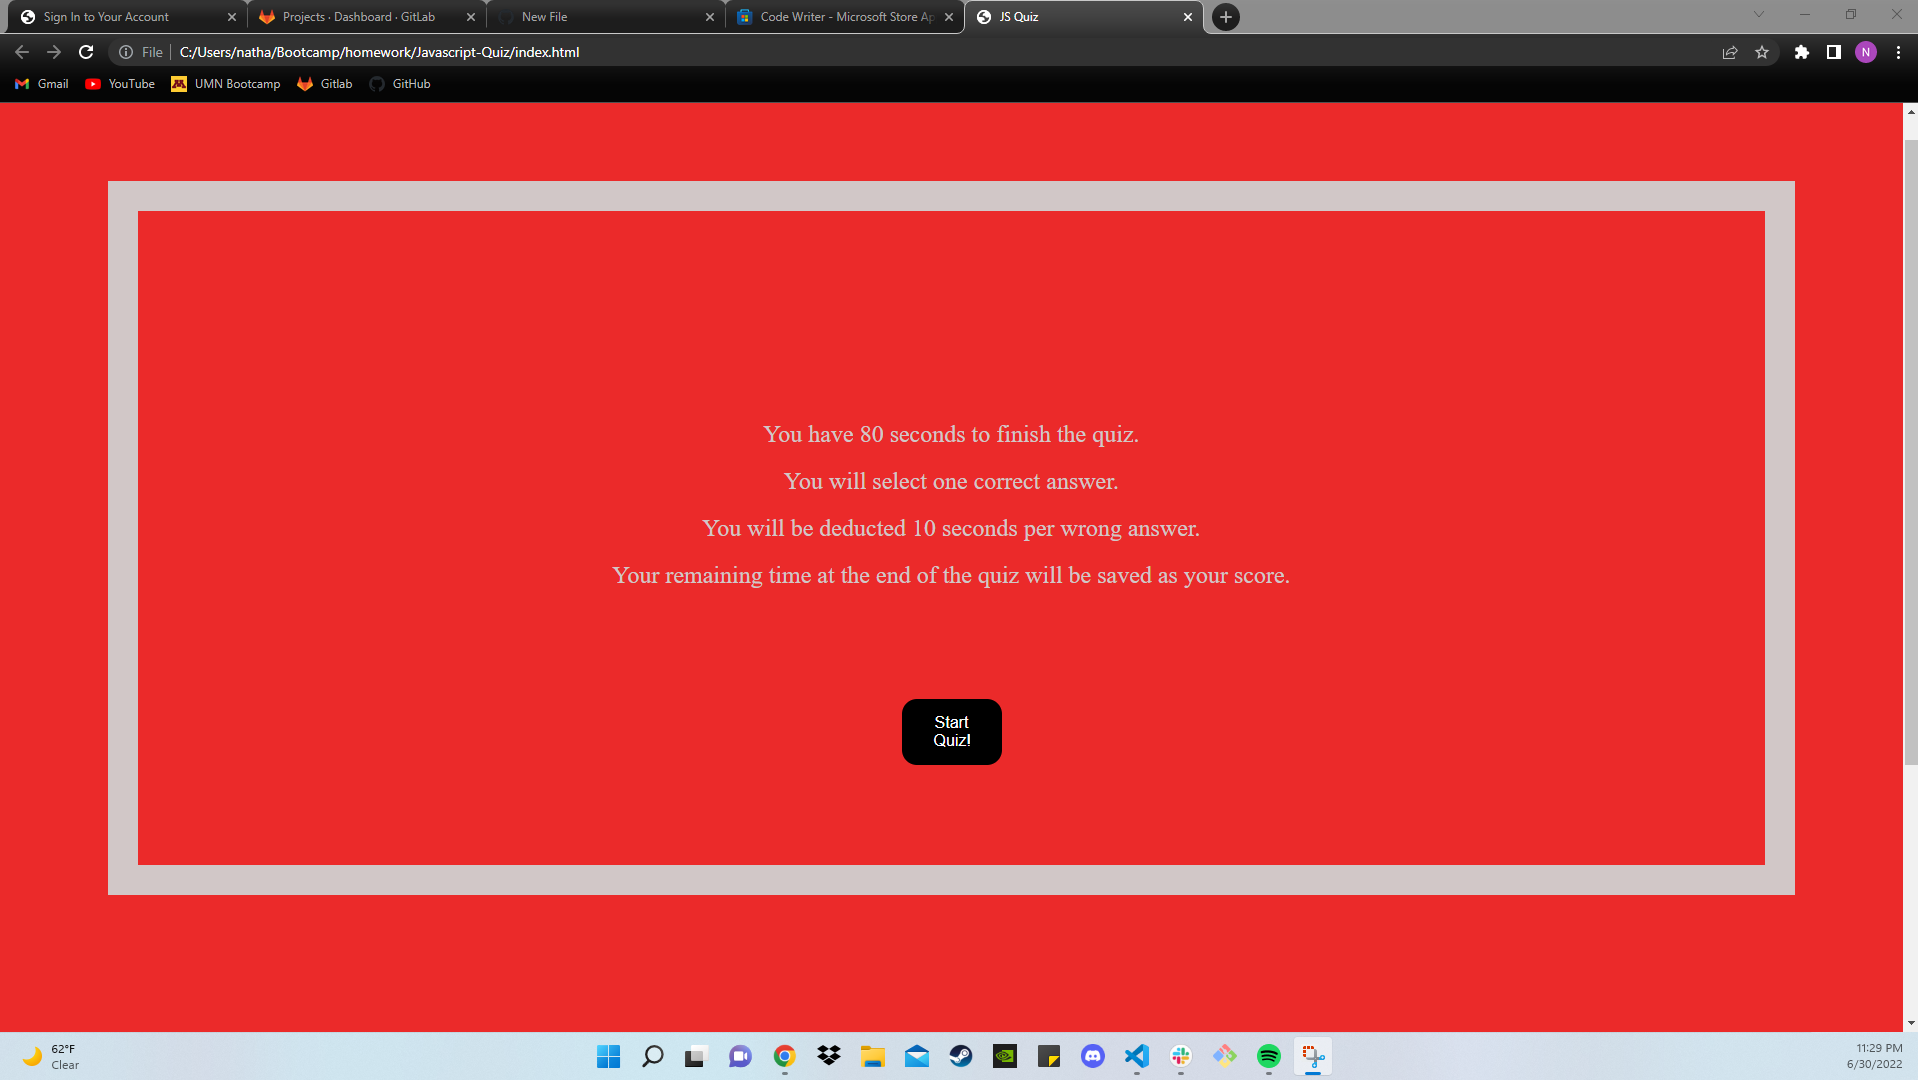 Sign In to Your Account
Projects · Dashboard · GitLab
New File
Code Writer - Microsoft Store Ap
JS Quiz
File
C:/Users/natha/Bootcamp/homework/Javascript-Quiz/index.html
N
Gmail
YouTube
UMN Bootcamp
Gitlab
GitHub
You have 80 seconds to finish the quiz.
You will select one correct answer.
You will be deducted 10 seconds per wrong answer.
Your remaining time at the end of the quiz will be saved as your score.
Start
Quiz!
62°F
Clear
11:29 PM
6/30/2022